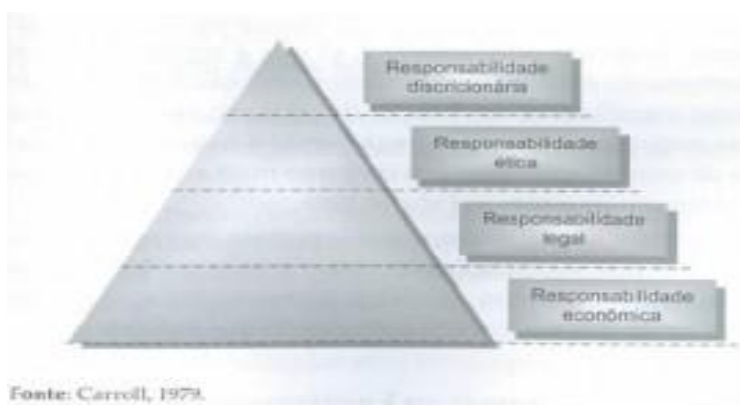 Responsabilidade
discricionária
Responsabilidade
ética
Responsabilidade
legal
Responsabilidade
econômica
Fonte: Carroll, 1979.